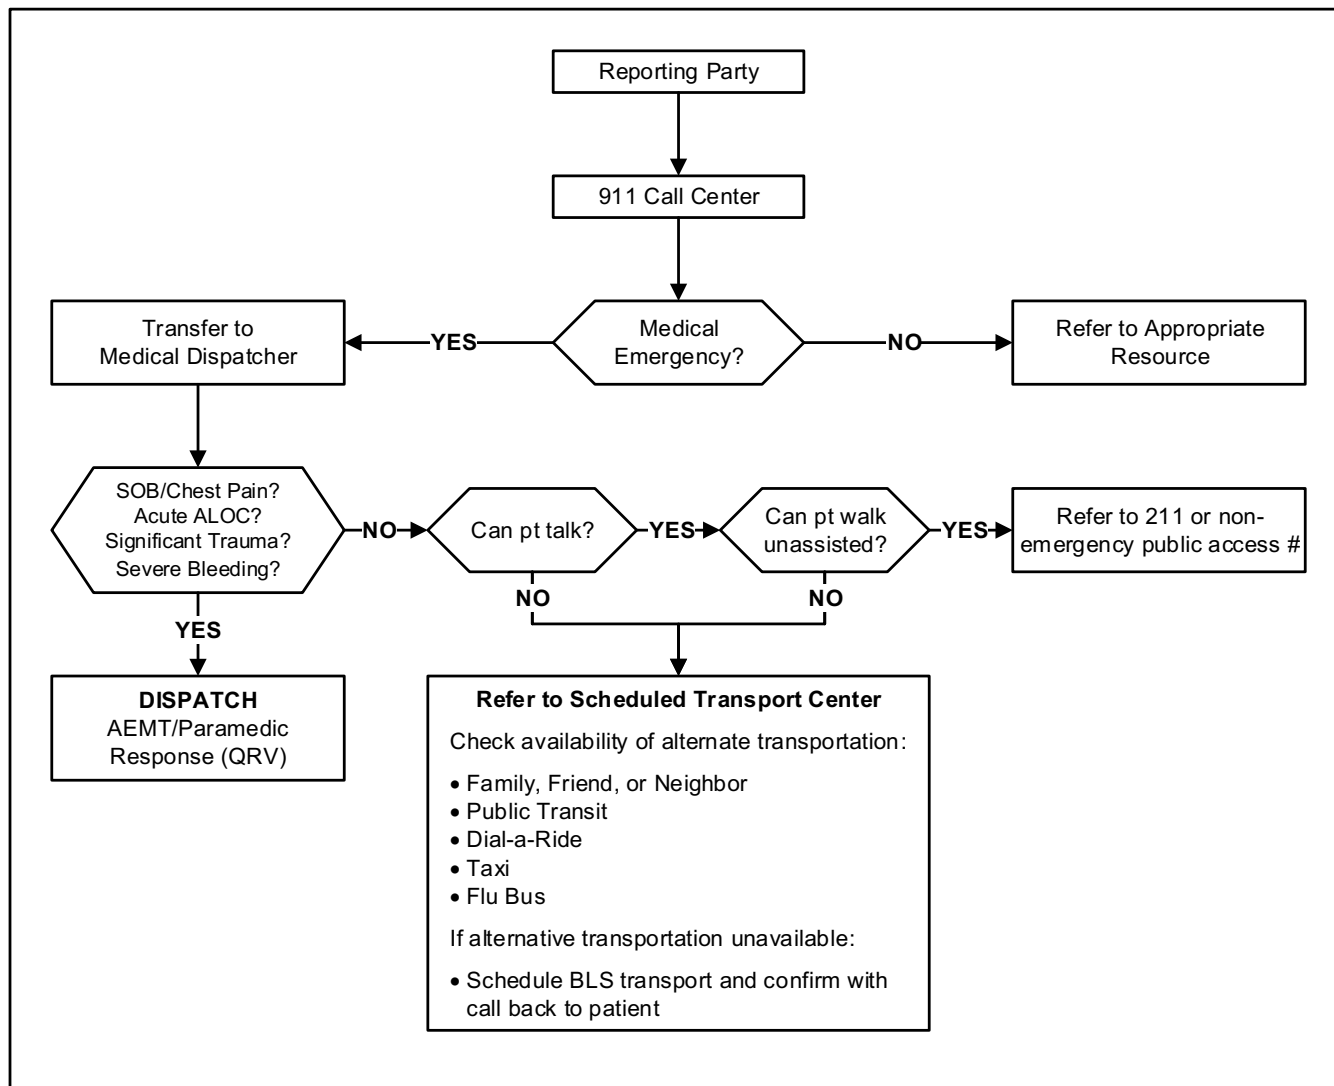 Reporting Party
911 Call Center
Medical
Emergency?
YES
NO
Transfer to
Medical Dispatcher
Refer to Appropriate
Resource
SOB/Chest Pain?
Acute ALOC?
Significant Trauma?
Severe Bleeding?
NO
Can pt talk?
YES
Can pt walk
unassisted?
YES
Refer to 211 or non-
emergency public access #
NO
NO
YES
DISPATCH
AEMT/Paramedic
Response (QRV)
Refer to Scheduled Transport Center
Check availability of alternate transportation:
• Family, Friend, or Neighbor
• Public Transit
• Dial-a-Ride
• Taxi
• Flu Bus
If alternative transportation unavailable:
• Schedule BLS transport and confirm with
call back to patient